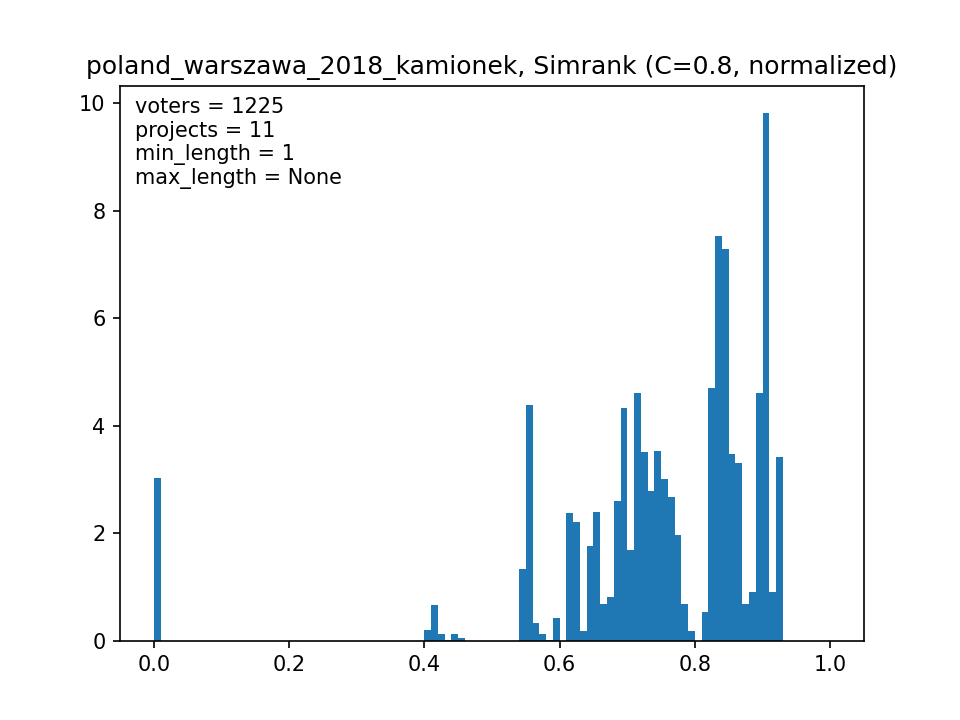 poland_warszawa_2018_kamionek, Simrank (C=0.8, normalized)
voters = 1225
projects = 11
min_length = 1
max_length = None
10
8
6
4
2
0
0.0 0.2 0.4 0.6 0.8 1.0